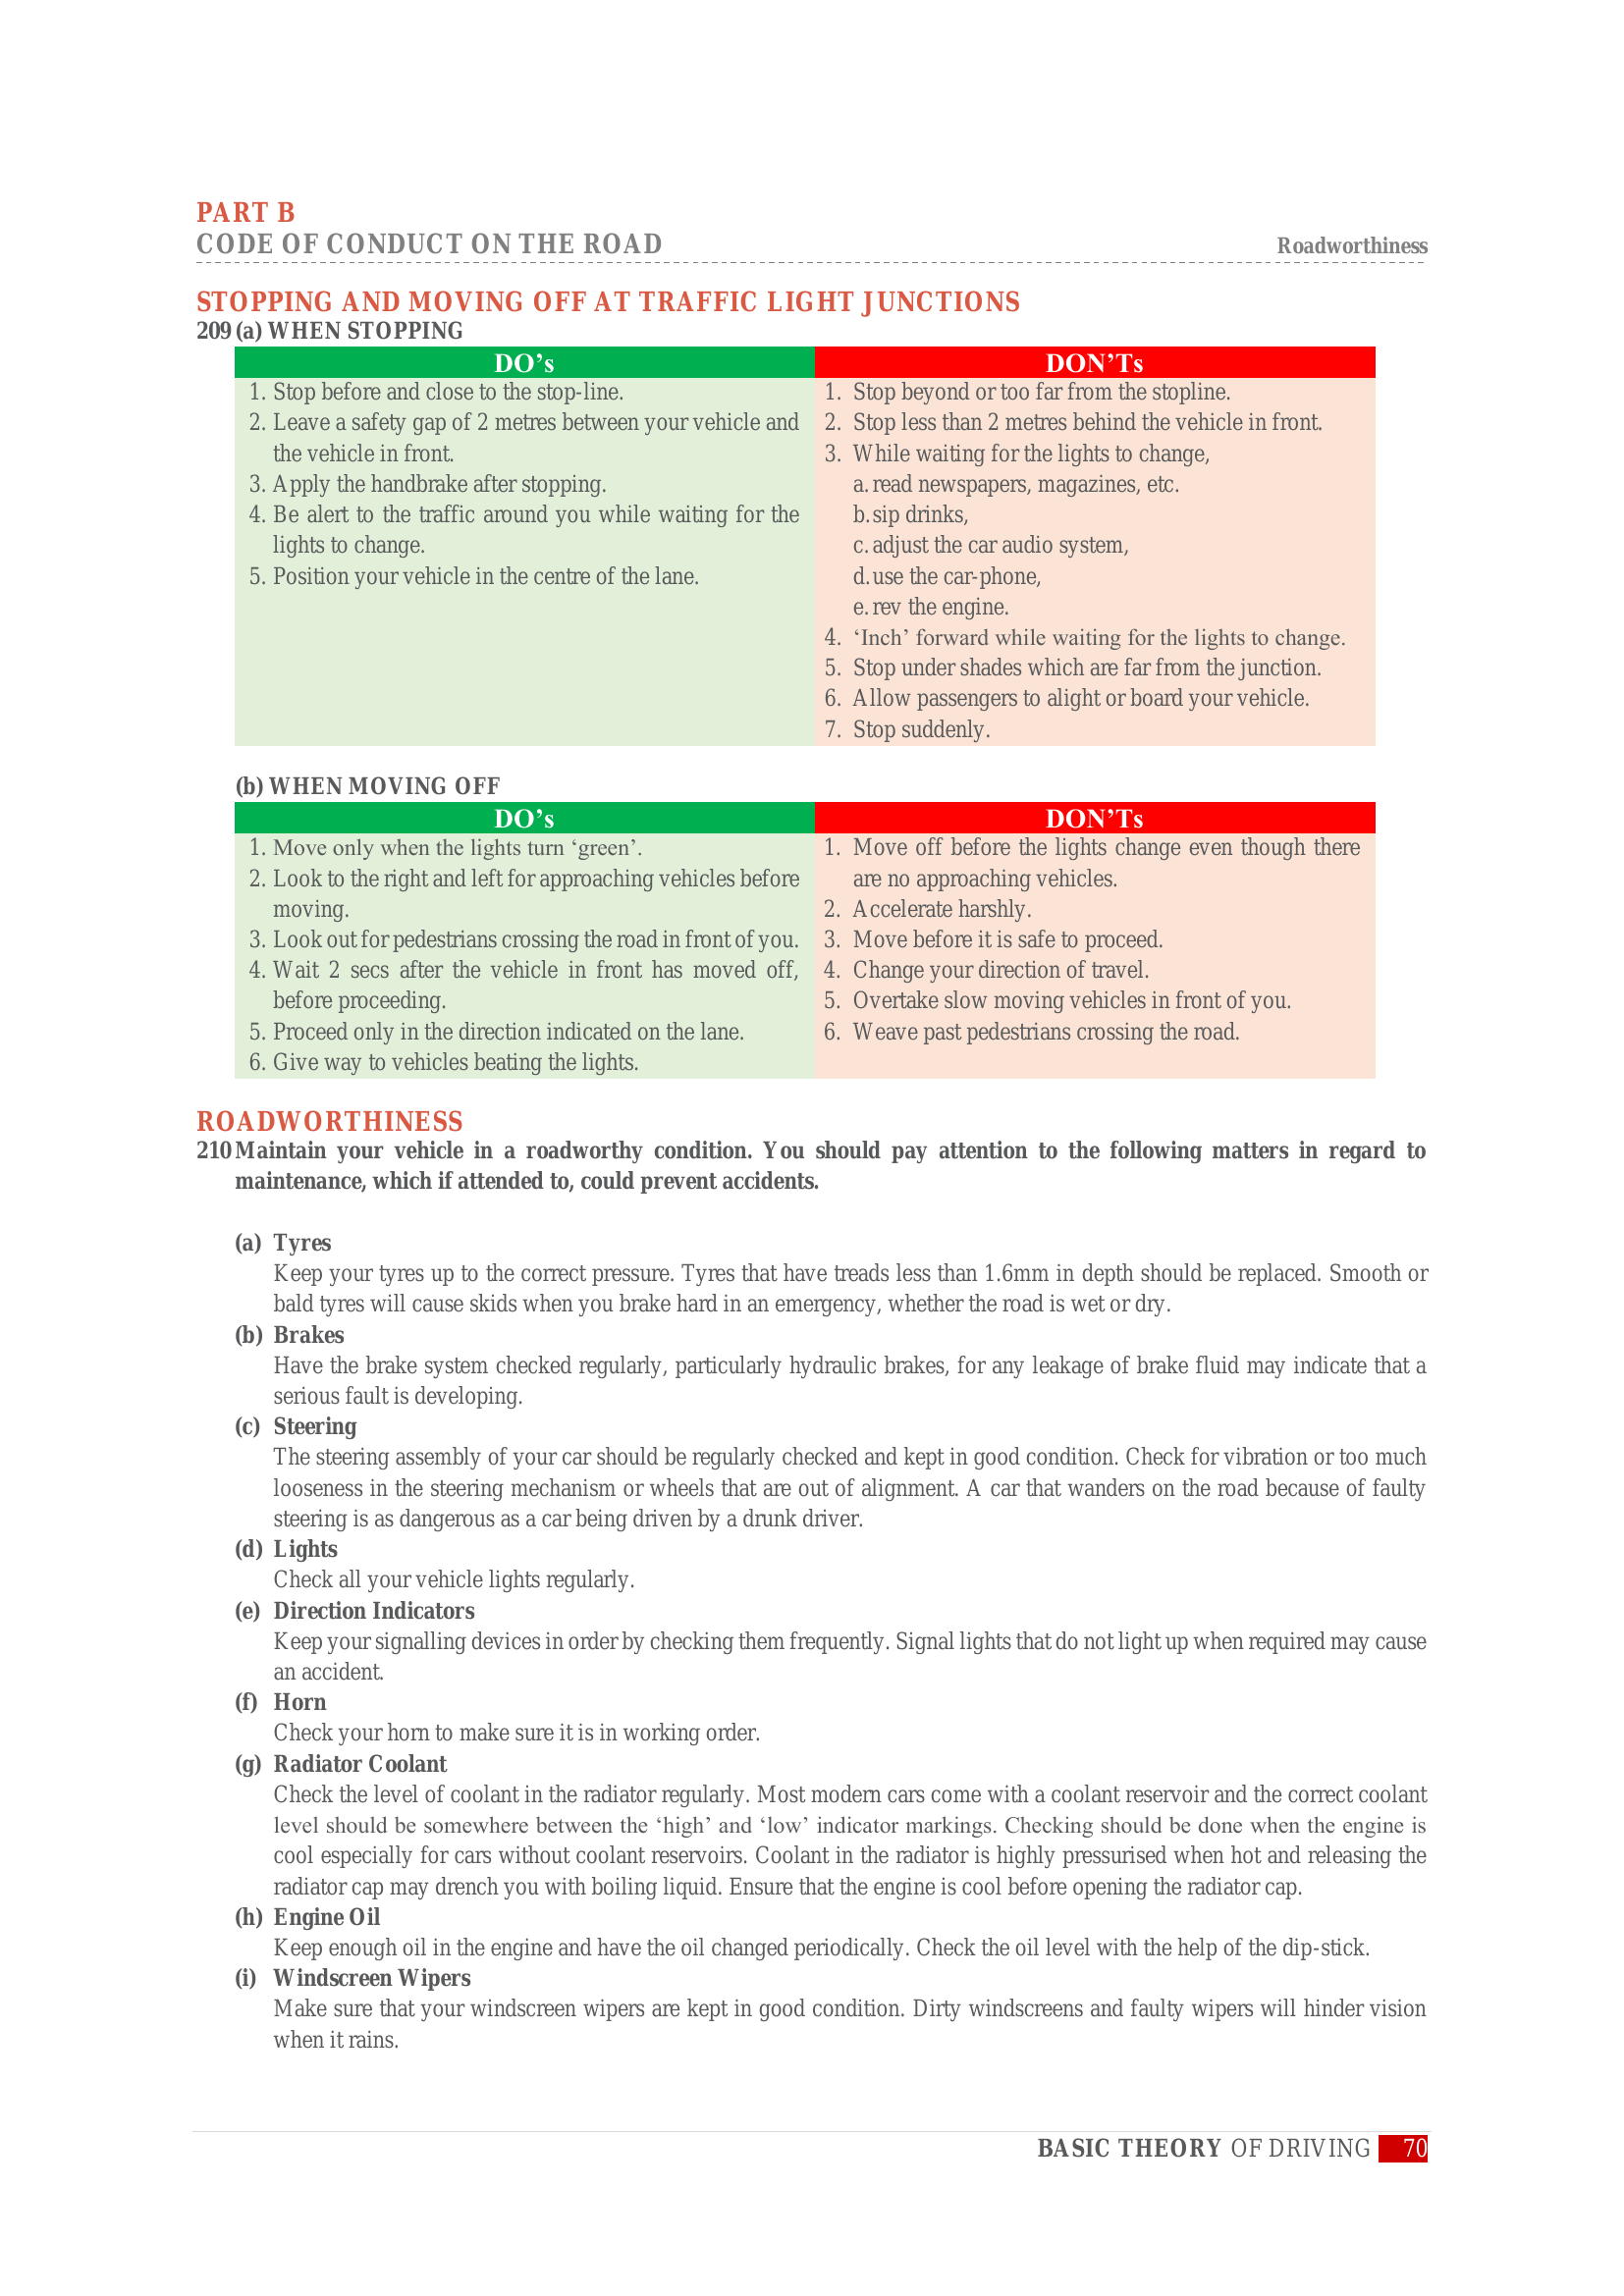 PART B
CODE OF CONDUCT ON THE ROAD
Roadworthiness
STOPPING AND MOVING OFF AT TRAFFIC LIGHT JUNCTIONS
209 (a) WHEN STOPPING
DO’s
1. Stop before and close to the stop-line.
2. Leave a safety gap of 2 metres between your vehicle and
the vehicle in front.
3. Apply the handbrake after stopping.
4. Be alert to the traffic around you while waiting for the
lights to change.
5. Position your vehicle in the centre of the lane.
DON’Ts
1. Stop beyond or too far from the stopline.
2. Stop less than 2 metres behind the vehicle in front.
3. While waiting for the lights to change,
a. read newspapers, magazines, etc.
b. sip drinks,
c. adjust the car audio system,
d. use the car-phone,
e. rev the engine.
4. ‘Inch’ forward while waiting for the lights to change.
5. Stop under shades which are far from the junction.
6. Allow passengers to alight or board your vehicle.
7. Stop suddenly.
(b) WHEN MOVING OFF
DO’s
1. Move only when the lights turn ‘green’.
2. Look to the right and left for approaching vehicles before
moving.
3. Look out for pedestrians crossing the road in front of you.
4. Wait 2 secs after the vehicle in front has moved off,
before proceeding.
5. Proceed only in the direction indicated on the lane.
6. Give way to vehicles beating the lights.
DON’Ts
1. Move off before the lights change even though there
are no approaching vehicles.
2. Accelerate harshly.
3. Move before it is safe to proceed.
4. Change your direction of travel.
5. Overtake slow moving vehicles in front of you.
6. Weave past pedestrians crossing the road.
ROADWORTHINESS
210 Maintain your vehicle in a roadworthy condition. You should pay attention to the following matters in regard to
maintenance, which if attended to, could prevent accidents.
(a) Tyres
Keep your tyres up to the correct pressure. Tyres that have treads less than 1.6mm in depth should be replaced. Smooth or
bald tyres will cause skids when you brake hard in an emergency, whether the road is wet or dry.
(b) Brakes
Have the brake system checked regularly, particularly hydraulic brakes, for any leakage of brake fluid may indicate that a
serious fault is developing.
(c) Steering
The steering assembly of your car should be regularly checked and kept in good condition. Check for vibration or too much
looseness in the steering mechanism or wheels that are out of alignment. A car that wanders on the road because of faulty
steering is as dangerous as a car being driven by a drunk driver.
(d) Lights
Check all your vehicle lights regularly.
(e) Direction Indicators
Keep your signalling devices in order by checking them frequently. Signal lights that do not light up when required may cause
an accident.
(f) Horn
Check your horn to make sure it is in working order.
(g) Radiator Coolant
Check the level of coolant in the radiator regularly. Most modern cars come with a coolant reservoir and the correct coolant
level should be somewhere between the ‘high’ and ‘low’ indicator markings. Checking should be done when the engine is
cool especially for cars without coolant reservoirs. Coolant in the radiator is highly pressurised when hot and releasing the
radiator cap may drench you with boiling liquid. Ensure that the engine is cool before opening the radiator cap.
(h) Engine Oil
Keep enough oil in the engine and have the oil changed periodically. Check the oil level with the help of the dip-stick.
(i) Windscreen Wipers
Make sure that your windscreen wipers are kept in good condition. Dirty windscreens and faulty wipers will hinder vision
when it rains.
BASIC THEORY OF DRIVING 70